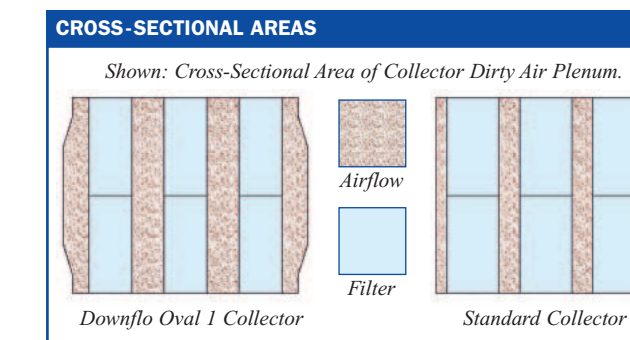 CROSS-SECTIONAL AREAS
Shown: Cross-Sectional Area of Collector Dirty Air Plenum.
Airflow
Filter
Downflo Oval 1 Collector
Standard Collector